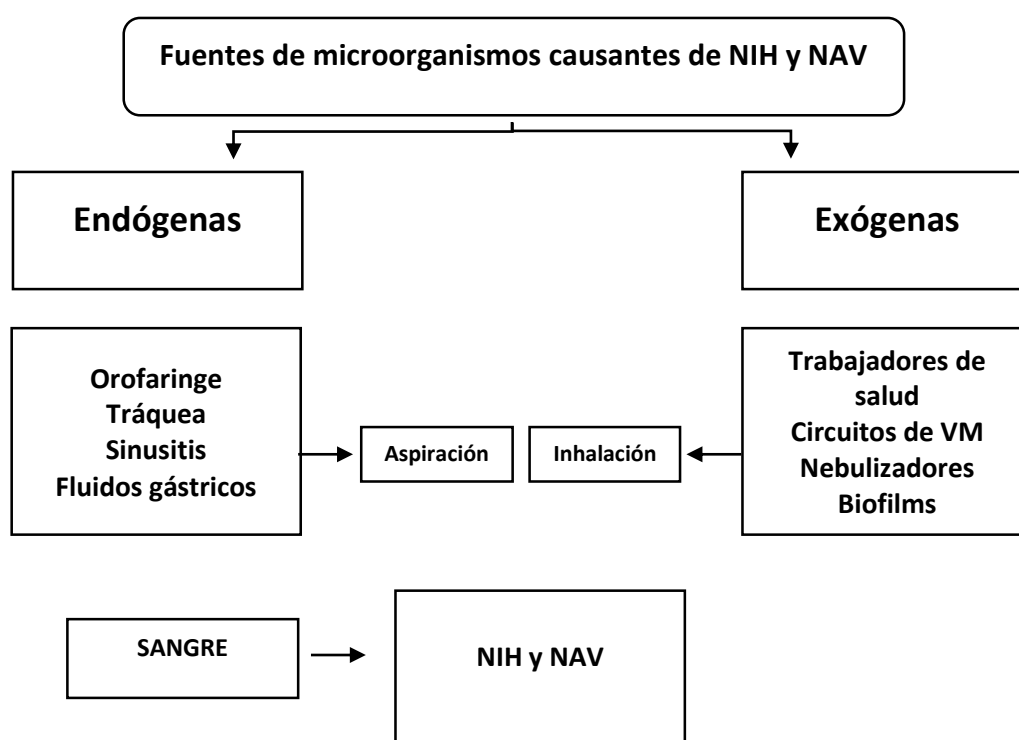 Fuentes de microorganismos causantes de NIH y NAV
Endógenas
Exógenas
Orofaringe
Tráquea
Sinusitis
Fluidos gástricos
Aspiración
Inhalación
Trabajadores de
salud
Circuitos de VM
Nebulizadores
Biofilms
SANGRE
NIH y NAV